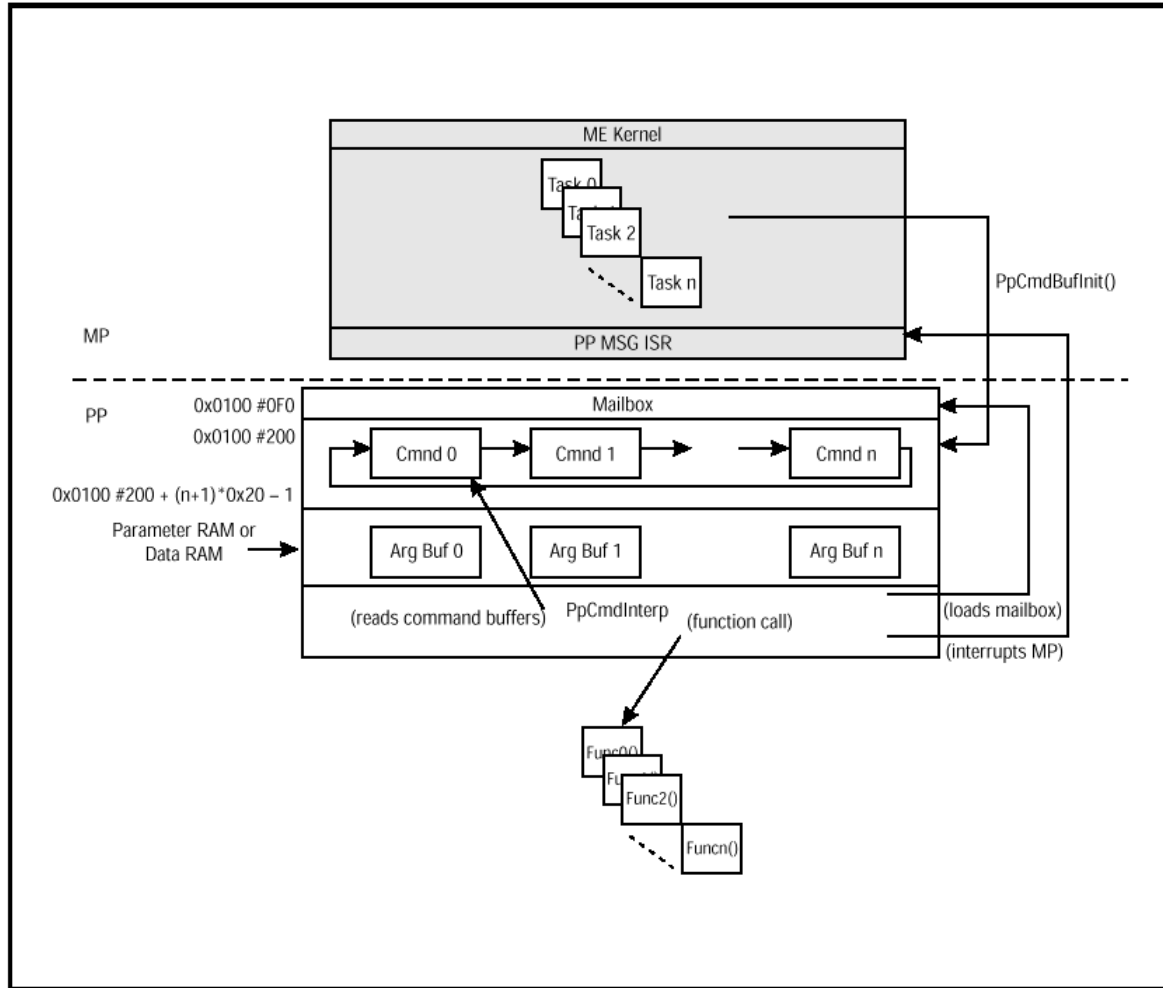 ME Kernel
Task 0
Task 2
Task n
PpCmdBufInit()
PP MSG ISR
MP
PP
0x0100 #0F0
Mailbox
0x0100 #200
Cmnd 0
Cmnd 1
Cmnd n
0x0100 #200 + (n+1)*0x20 – 1
Parameter RAM or
Data RAM
Arg Buf 0
Arg Buf 1
Arg Buf n
(reads command buffers)
PpCmdInterp
(function call)
(loads mailbox)
(interrupts MP)
Func0()
Func2()
Funcn()